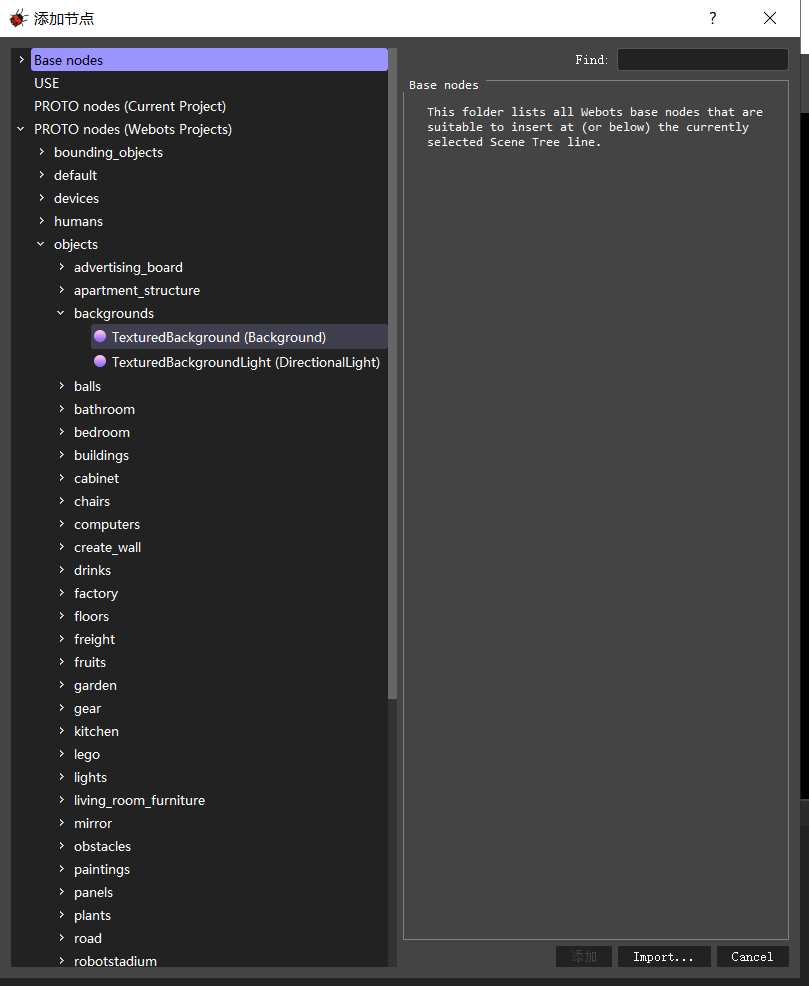 添加节点
?
Base nodes
USE
PROTO nodes (Current Project)
PROTO nodes (Webots Projects)
bounding_objects
default
devices
humans
objects
advertising_board
apartment_structure
backgrounds
TexturedBackground (Background)
TexturedBackgroundLight (DirectionalLight)
balls
bathroom
bedroom
buildings
cabinet
chairs
computers
create_wall
drinks
factory
floors
freight
fruits
garden
gear
kitchen
lego
lights
living_room_furniture
mirror
obstacles
paintings
panels
plants
road
robotstadium
Find:
Base nodes
This folder lists all Webots base nodes that are
suitable to insert at (or below) the currently
selected Scene Tree line.
添加
Import...
Cancel